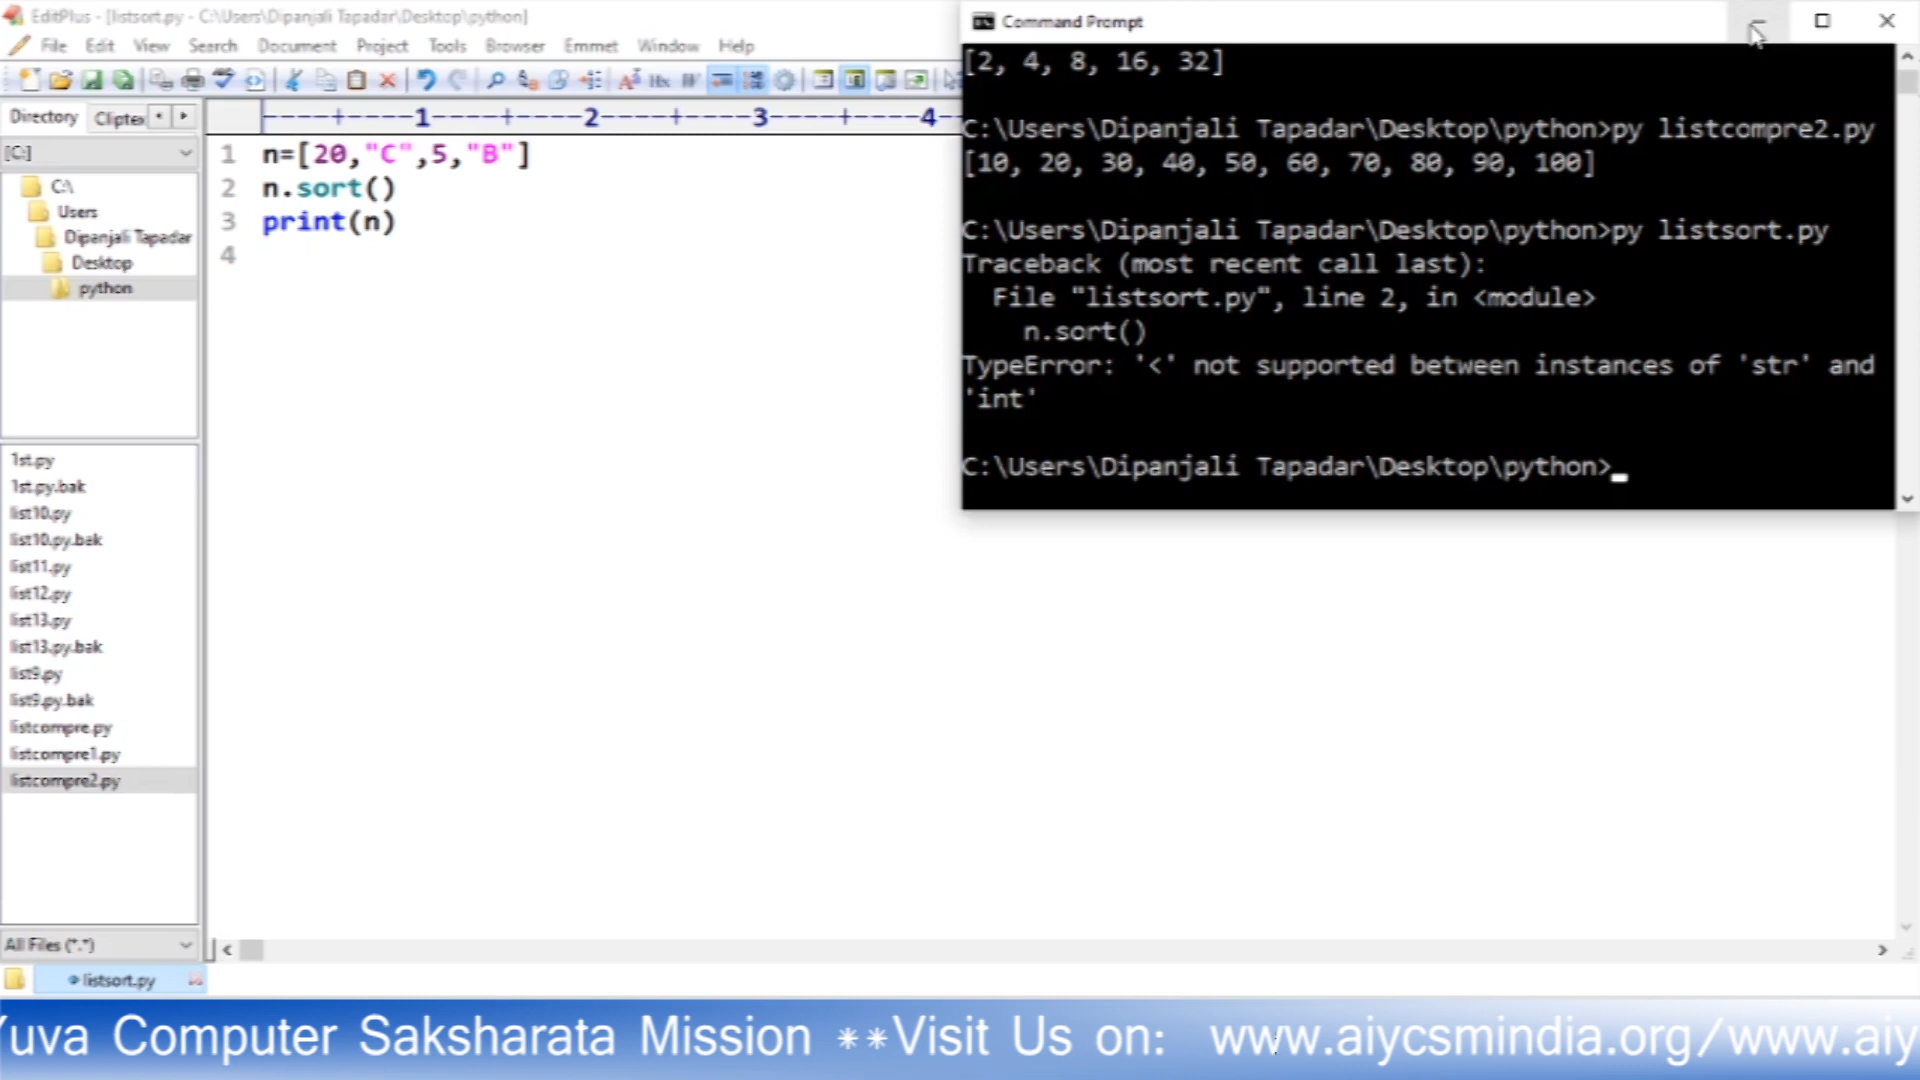 EditPlus - [listsort.py - C:\Users\Dipanjali Tapadar\Desktop\python]
File Edit View Search Document Project Tools Browser Emmet Window Help
Directory Cliptex
[C:]
C:\
Users
Dipanjali Tapadar
Desktop
python
1st.py
1st.py.bak
list10.py
list10.py.bak
list11.py
list12.py
list13.py
list13.py.bak
list9.py
list9.py.bak
listcompre.py
listcompre1.py
listcompre2.py
All Files (*.*)
listsort.py
----+----1----+----2----+----3----+----4-
1 n=[20,"C",5,"B"]
2 n.sort()
3 print(n)
4
Command Prompt
[2, 4, 8, 16, 32]
C:\Users\Dipanjali Tapadar\Desktop\python>py listcompre2.py
[10, 20, 30, 40, 50, 60, 70, 80, 90, 100]
C:\Users\Dipanjali Tapadar\Desktop\python>py listsort.py
Traceback (most recent call last):
File "listsort.py", line 2, in <module>
n.sort()
TypeError: '<' not supported between instances of 'str' and
'int'
C:\Users\Dipanjali Tapadar\Desktop\python>
Yuva Computer Saksharata Mission **Visit Us on: www.aiycsmindia.org/www.aiy